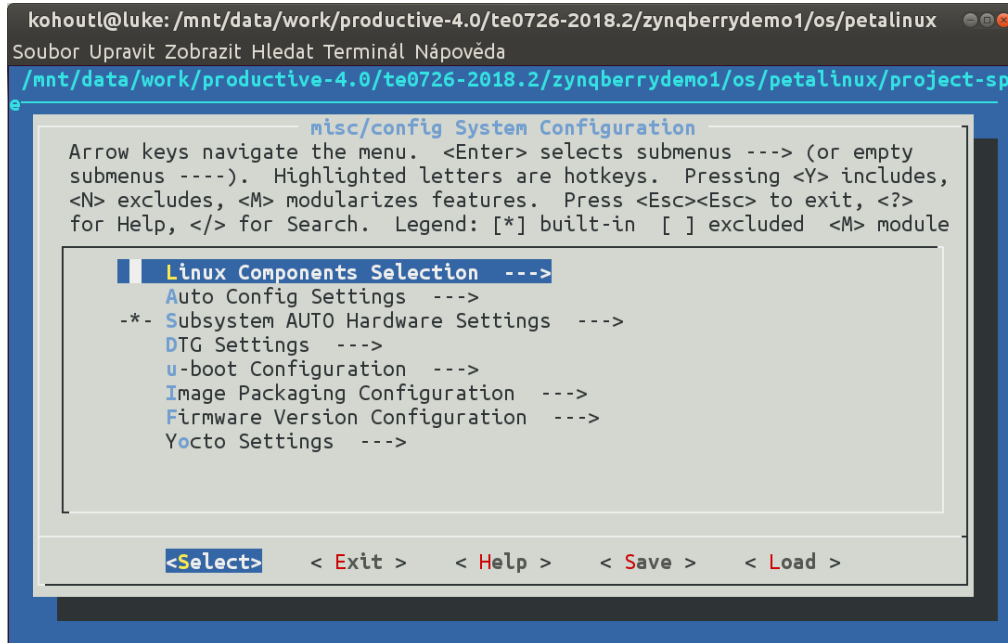 kohoutl@luke: /mnt/data/work/productive-4.0/te0726-2018.2/zynqberrydemo1/os/petalinux
Soubor Upravit Zobrazit Hledat Terminál Nápověda
/mnt/data/work/productive-4.0/te0726-2018.2/zynqberrydemo1/os/petalinux/project-sp
e
misc/config System Configuration
Arrow keys navigate the menu. <Enter> selects submenus ---> (or empty
submenus ----). Highlighted letters are hotkeys. Pressing <Y> includes,
<N> excludes, <M> modularizes features. Press <Esc><Esc> to exit, <?>
for Help, </> for Search. Legend: [*] built-in [ ] excluded <M> module
Linux Components Selection --->
Auto Config Settings --->
-*- Subsystem AUTO Hardware Settings --->
DTG Settings --->
u-boot Configuration --->
Image Packaging Configuration --->
Firmware Version Configuration --->
Yocto Settings --->
<Select> < Exit > < Help > < Save > < Load >